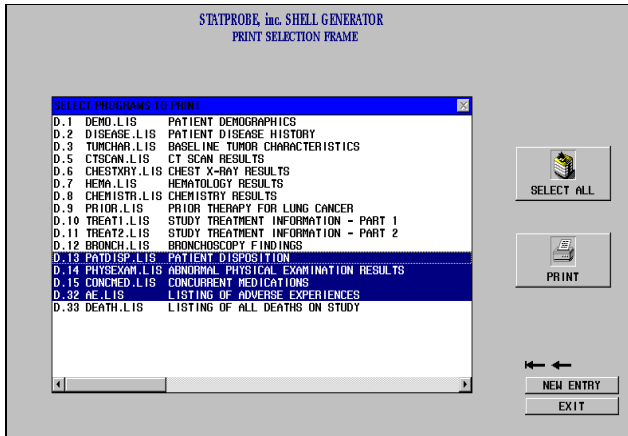 STATPROBE, inc. SHELL GENERATOR
PRINT SELECTION FRAME
SELECT PROGRAMS TO PRINT
D.1 DEMO.LIS PATIENT DEMOGRAPHICS
D.2 DISEASE.LIS PATIENT DISEASE HISTORY
D.3 TUMCHAR.LIS BASELINE TUMOR CHARACTERISTICS
D.5 CTSCAN.LIS CT SCAN RESULTS
D.6 CHESTXRY.LIS CHEST X-RAY RESULTS
D.7 HEMA.LIS HEMATOLOGY RESULTS
D.8 CHEMISTR.LIS CHEMISTRY RESULTS
D.9 PRIOR.LIS PRIOR THERAPY FOR LUNG CANCER
D.10 TREAT1.LIS STUDY TREATMENT INFORMATION - PART 1
D.11 TREAT2.LIS STUDY TREATMENT INFORMATION - PART 2
D.12 BRONCH.LIS BRONCHOSCOPY FINDINGS
D.13 PATDISP.LIS PATIENT DISPOSITION
D.14 PHYSEXAM.LIS ABNORMAL PHYSICAL EXAMINATION RESULTS
D.15 CONCMED.LIS CONCURRENT MEDICATIONS
D.32 AE.LIS LISTING OF ADVERSE EXPERIENCES
D.33 DEATH.LIS LISTING OF ALL DEATHS ON STUDY
SELECT ALL
PRINT
NEW ENTRY
EXIT